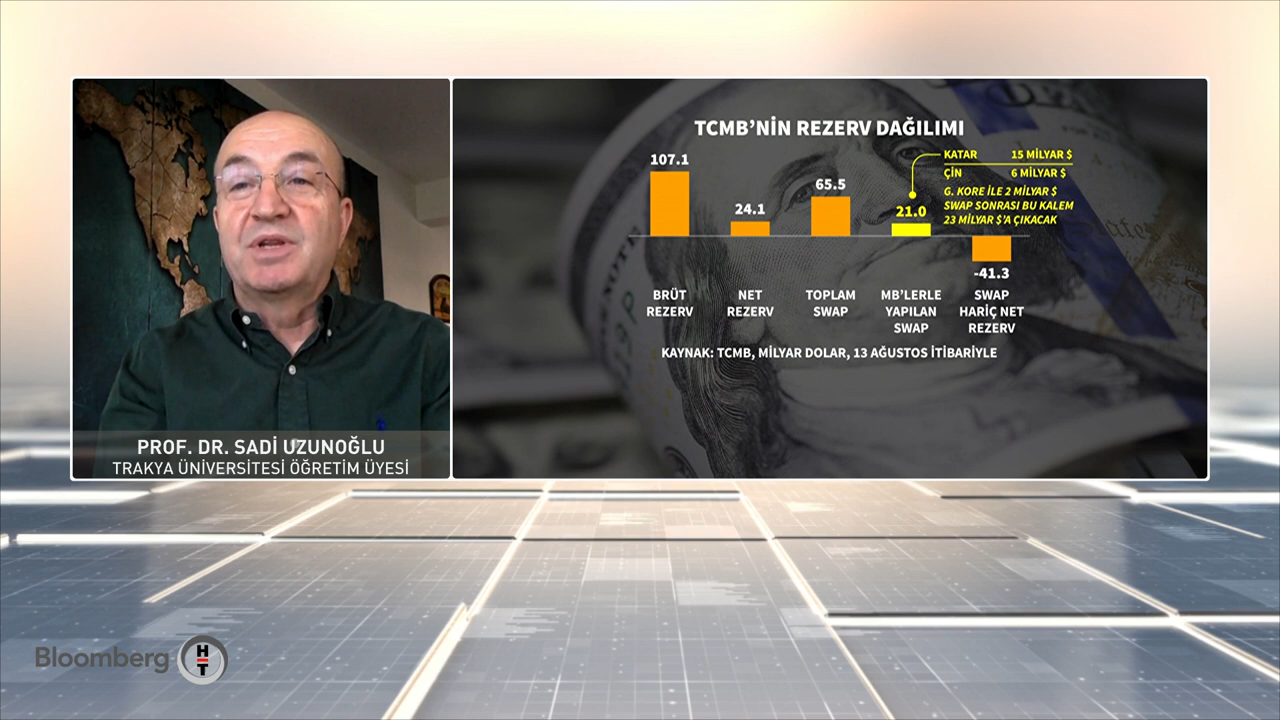 TCMB'NİN REZERV DAĞILIMI
107.1
24.1
65.5
21.0
-41.3
KATAR 15 MİLYAR $
ÇİN 6 MİLYAR $
G. KORE İLE 2 MİLYAR $
SWAP SONRASI BU KALEM
23 MİLYAR $'A ÇIKACAK
BRÜT
REZERV
NET
REZERV
TOPLAM
SWAP
MB'LERLE
YAPILAN
SWAP
SWAP
HARİÇ NET
REZERV
KAYNAK: TCMB, MİLYAR DOLAR, 13 AĞUSTOS İTİBARİYLE
PROF. DR. SADİ UZUNOĞLU
TRAKYA ÜNİVERSİTESİ ÖĞRETİM ÜYESİ
Bloomberg HT